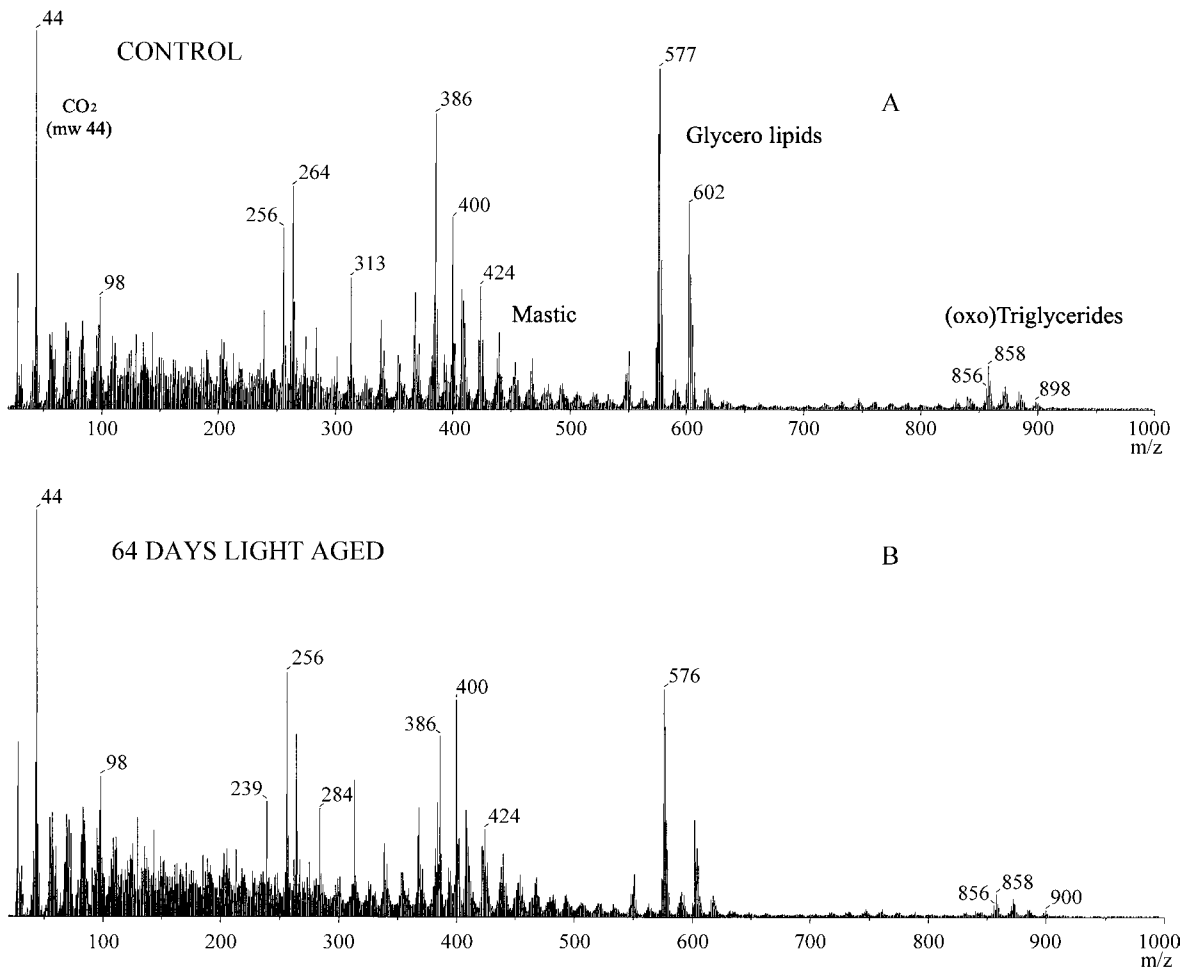 44
CONTROL
577
A
386
CO2
(mw 44)
Glycero lipids
264
602
400
256
313
424
98
Mastic
(oxo)Triglycerides
858
856
898
100 200 300 400 500 600 700 800 900 1000
m/z
44
64 DAYS LIGHT AGED
B
256
576
400
386
98
239
284
424
858
856
900
100 200 300 400 500 600 700 800 900 1000
m/z